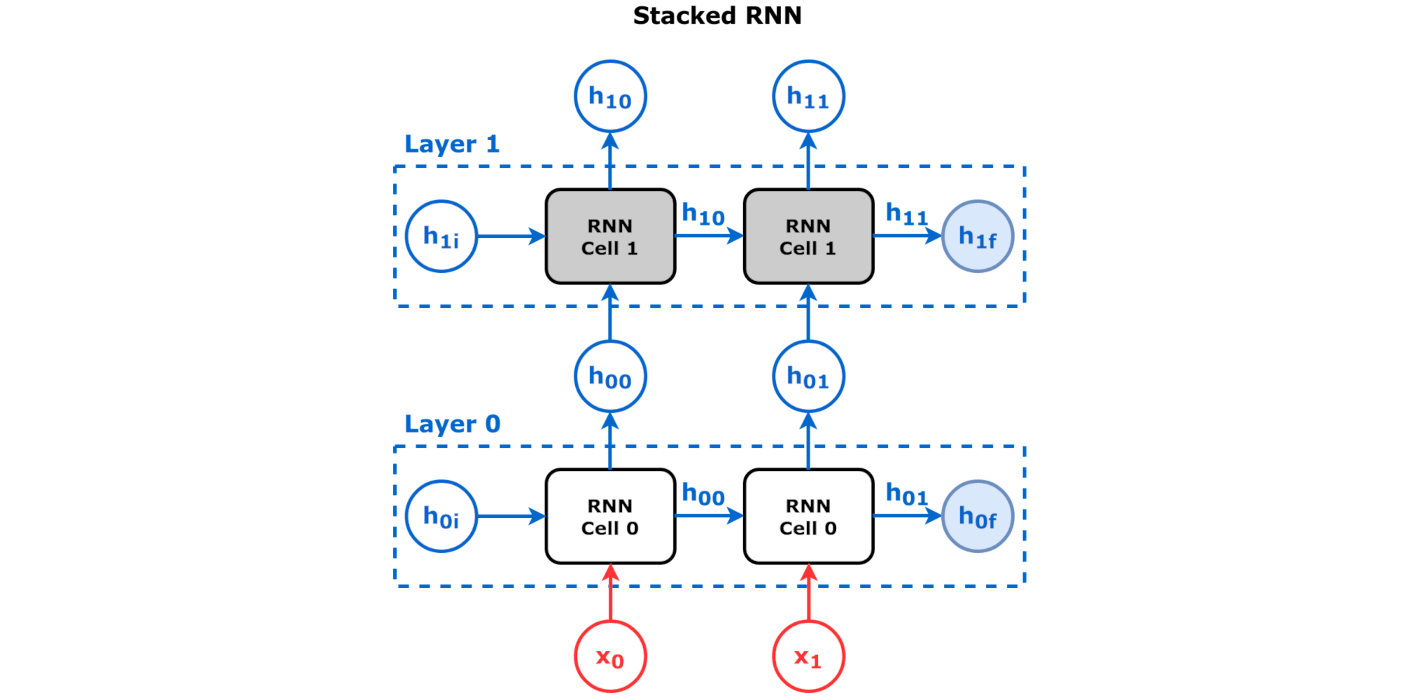 Stacked RNN
h10
h11
Layer 1
h1i
RNN
Cell 1
h10
RNN
Cell 1
h11
h1f
h00
h01
Layer 0
h0i
RNN
Cell 0
h00
RNN
Cell 0
h01
h0f
x0
x1